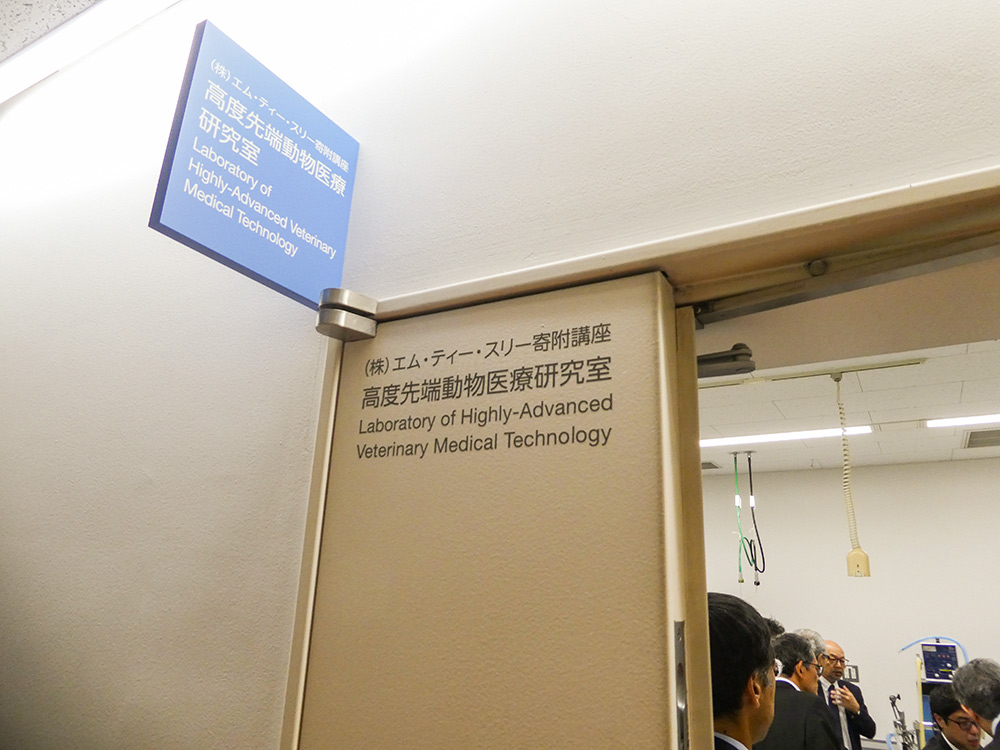 (株)エム・ティー・スリー寄附講座
高度先端動物医療
研究室
Laboratory of
Highly-Advanced Veterinary
Medical Technology
(株)エム・ティー・スリー寄附講座
高度先端動物医療研究室
Laboratory of Highly-Advanced
Veterinary Medical Technology